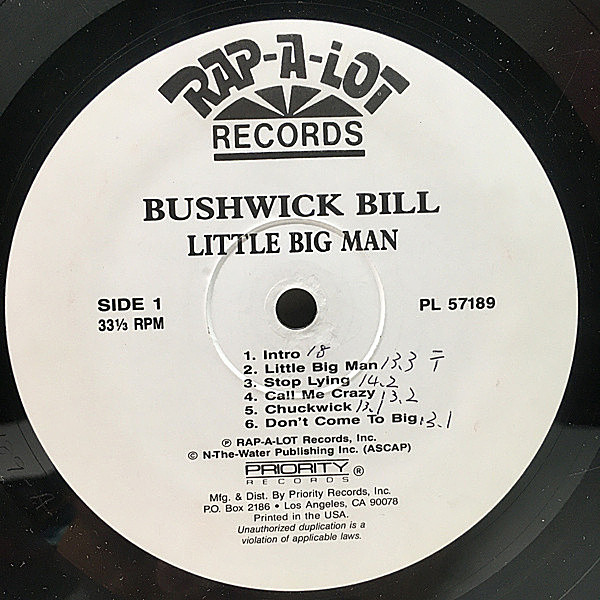 RAP-A-LOT
RECORDS
BUSHWICK BILL
LITTLE BIG MAN
SIDE 1
33⅓ RPM
PL 57189
1. Intro 18
2. Little Big Man 13.3
3. Stop Lying 14.2
4. Call Me Crazy 13.2
5. Chuckwick 13.1
6. Don't Come To Big 13.1
℗ RAP-A-LOT Records, Inc.
© N-The-Water Publishing Inc. (ASCAP)
PRIORITY ®
RECORDS
Mfg. & Dist. By Priority Records, Inc.
P.O. Box 2186 • Los Angeles, CA 90078
Printed in the USA.
Unauthorized duplication is a
violation of applicable laws.